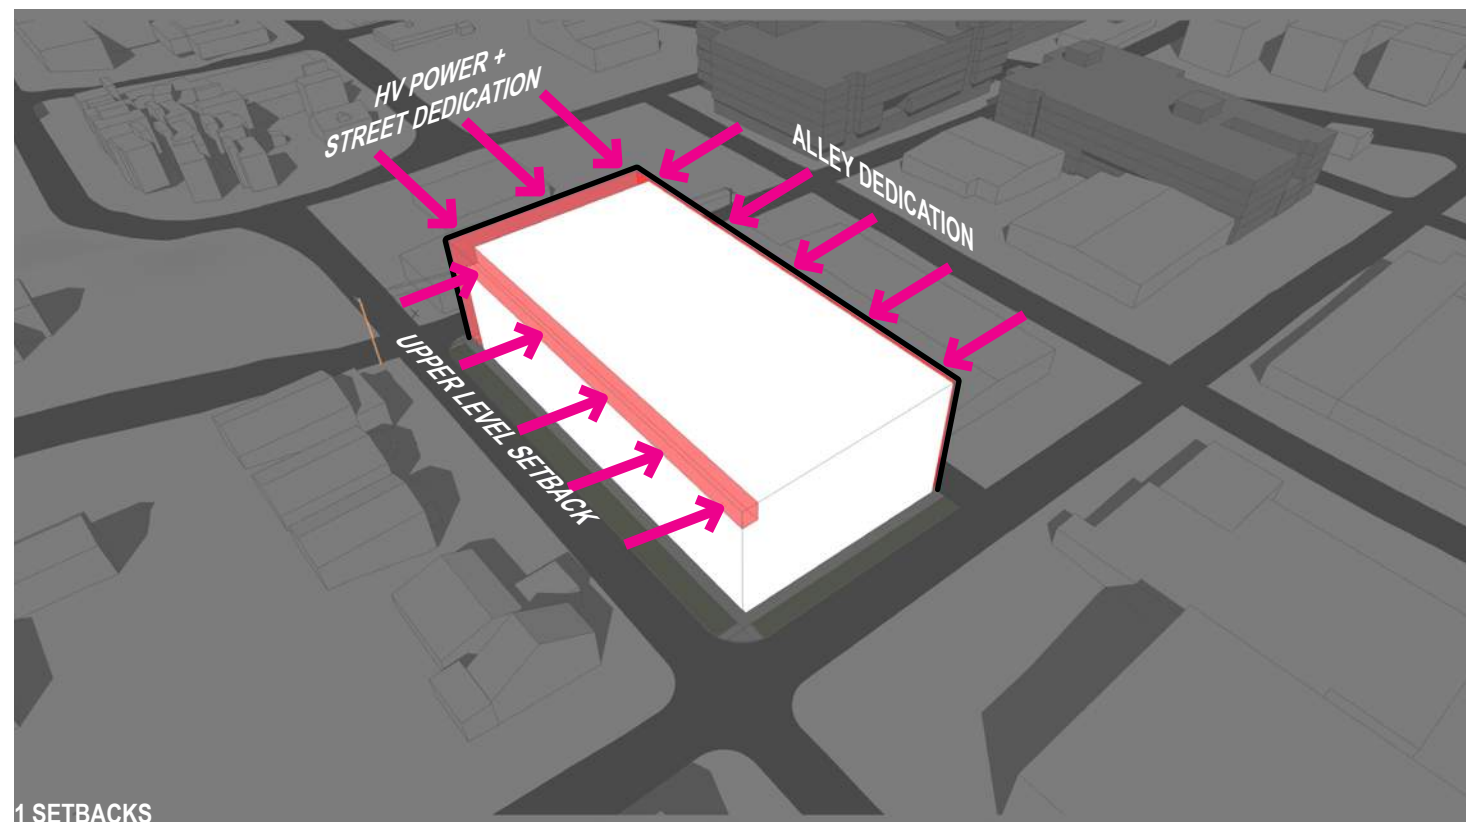 HV POWER +
STREET DEDICATION
ALLEY DEDICATION
UPPER LEVEL SETBACK
1 SETBACKS